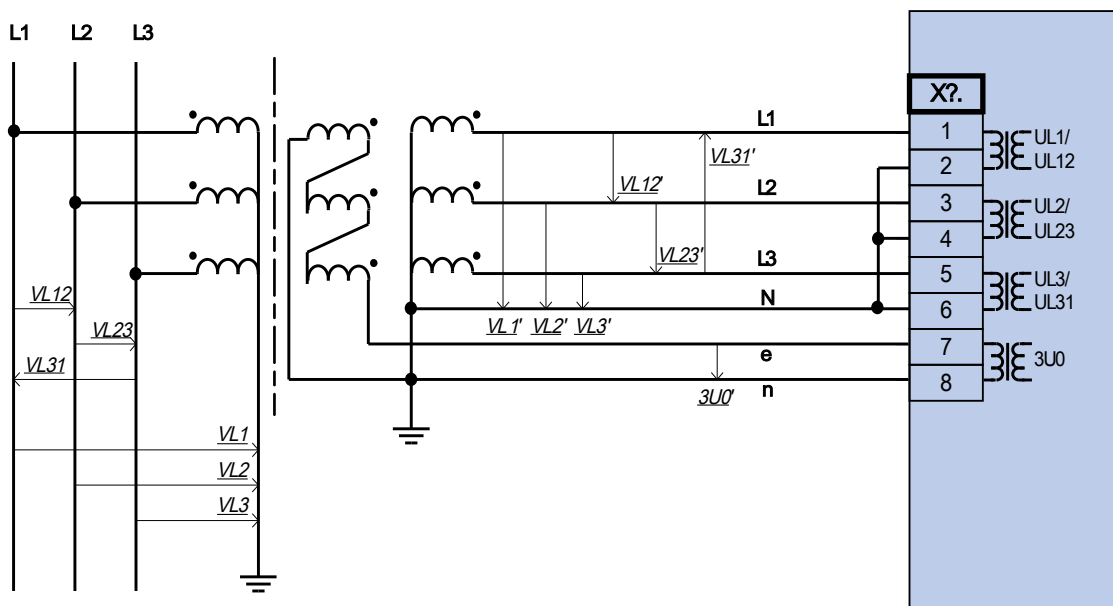 L1 L2 L3
X?.
L1
1
UL1/
VL31'
2
UL12
VL12'
L2
3
UL2/
4
UL23
VL23'
L3
5
UL3/
N
6
UL31
VL12
VL1' VL2' VL3'
VL23
7
e
3U0
VL31
8
n
3U0'
VL1
VL2
VL3